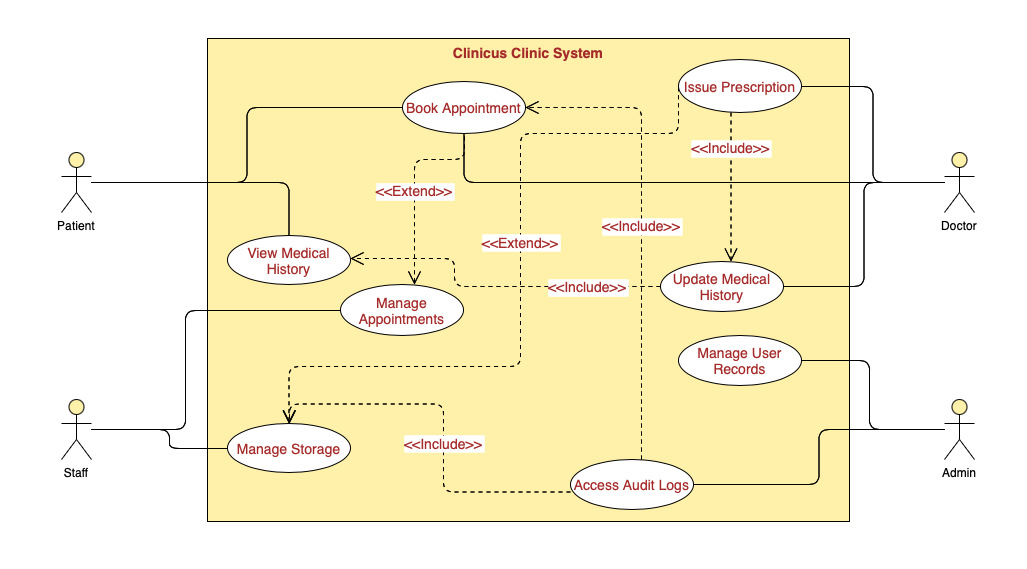 Clinicus Clinic System
Issue Prescription
Book Appointment
<<Include>>
<<Extend>>
Patient
Doctor
<<Include>>
<<Extend>>
View Medical
History
Update Medical
History
<<Include>>
Manage
Appointments
Manage User
Records
<<Include>>
Manage Storage
Staff
Admin
Access Audit Logs